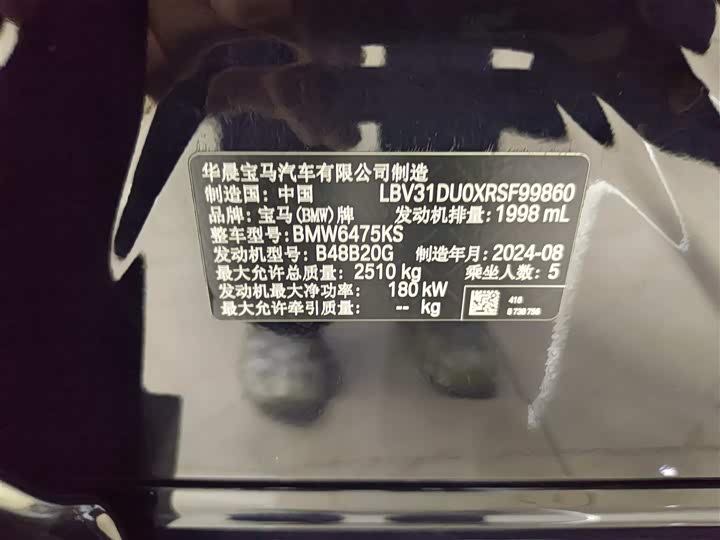 华晨宝马汽车有限公司制造
制造国: 中国 LBV31DU0XRSF99860
品牌: 宝马(BMW)牌 发动机排量: 1998 mL
整车型号: BMW6475KS
发动机型号: B48B20G 制造年月: 2024-08
最大允许总质量: 2510 kg 乘坐人数: 5
发动机最大净功率: 180 kW
最大允许牵引质量: -- kg
416
8 738 756